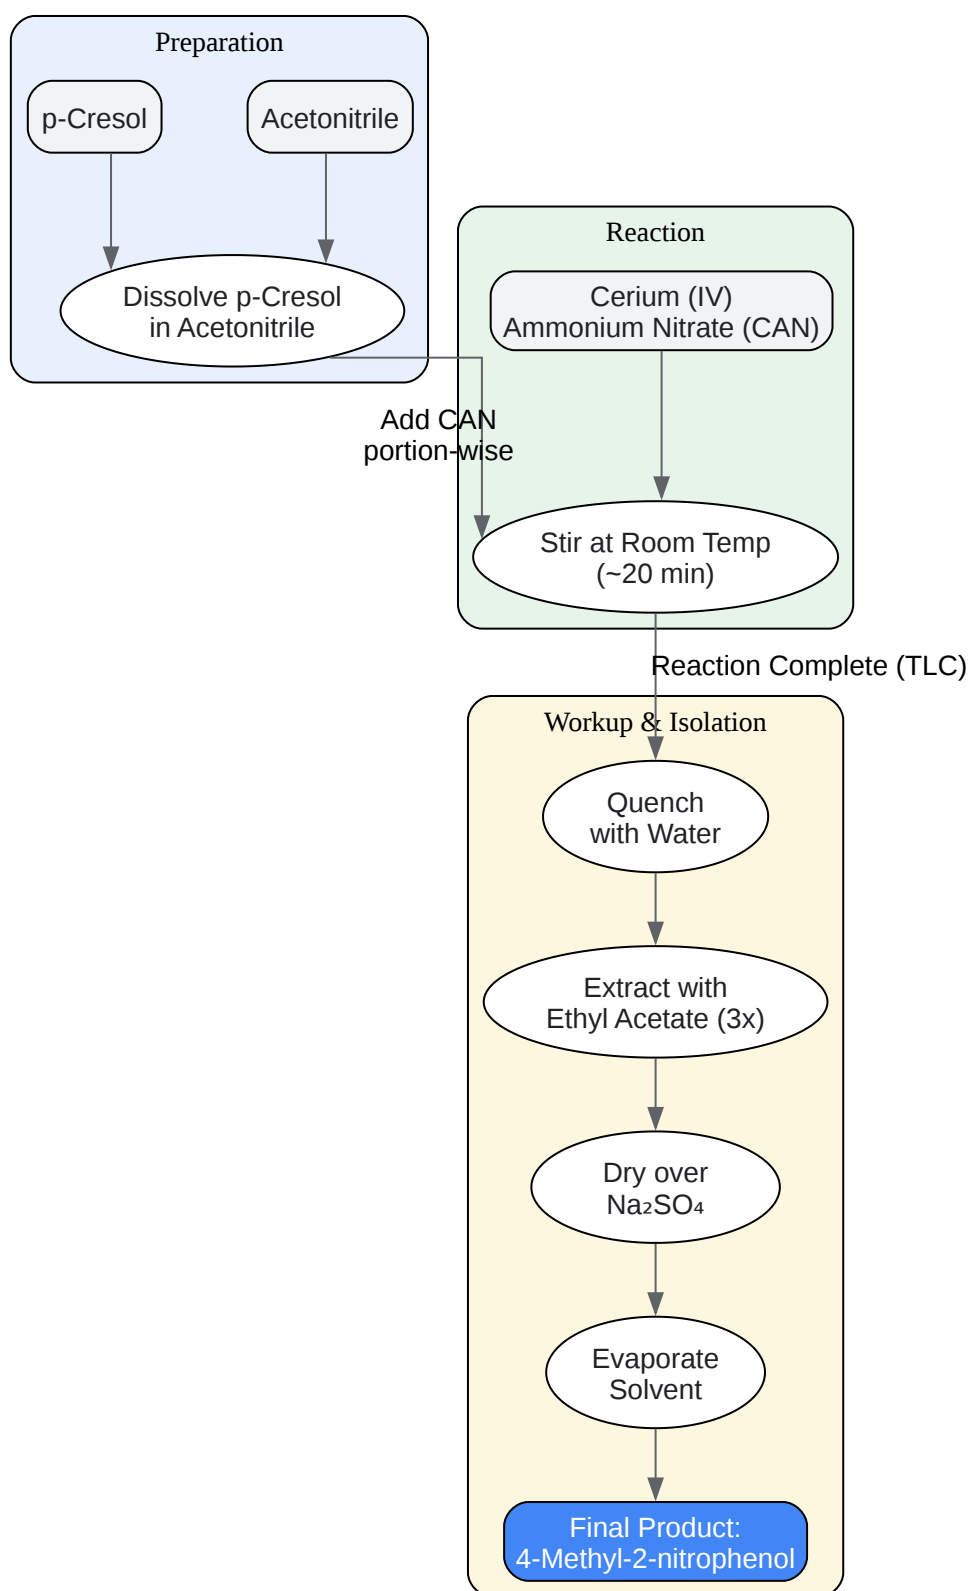 Preparation
p-Cresol
Acetonitrile
Dissolve p-Cresol
in Acetonitrile
Reaction
Cerium (IV)
Ammonium Nitrate (CAN)
Add CAN
portion-wise
Stir at Room Temp
(~20 min)
Reaction Complete (TLC)
Workup & Isolation
Quench
with Water
Extract with
Ethyl Acetate (3x)
Dry over
Na₂SO₄
Evaporate
Solvent
Final Product:
4-Methyl-2-nitrophenol